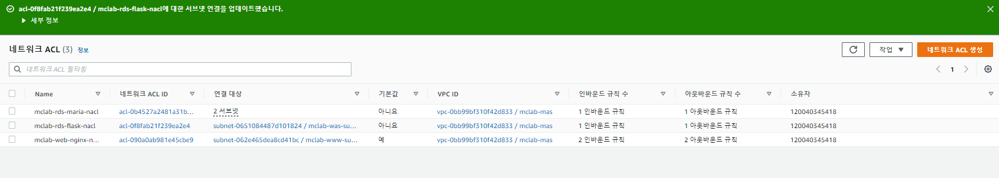 acl-0f8fab21f239ea2e4 / mclab-rds-flask-nacl에 대한 서브넷 연결을 업데이트했습니다.
▶ 세부 정보
네트워크 ACL (3) 정보
작업 ▼
네트워크 ACL 생성
네트워크 ACL 필터링
1
Name 네트워크 ACL ID 연결 대상 기본값 VPC ID 인바운드 규칙 수 아웃바운드 규칙 수 소유자
mclab-rds-maria-nacl acl-0b4527a2481a31b... 2 서브넷 아니요 vpc-0bb99bf310f42d833 / mclab-mas 1 인바운드 규칙 1 아웃바운드 규칙 120040345418
mclab-rds-flask-nacl acl-0f8fab21f239ea2e4 subnet-0651084487d101824 / mclab-was-su... 아니요 vpc-0bb99bf310f42d833 / mclab-mas 1 인바운드 규칙 1 아웃바운드 규칙 120040345418
mclab-web-nginx-n... acl-090a0ab981e45cbe9 subnet-062e465dea8cd41bc / mclab-www-su... 예 vpc-0bb99bf310f42d833 / mclab-mas 2 인바운드 규칙 2 아웃바운드 규칙 120040345418